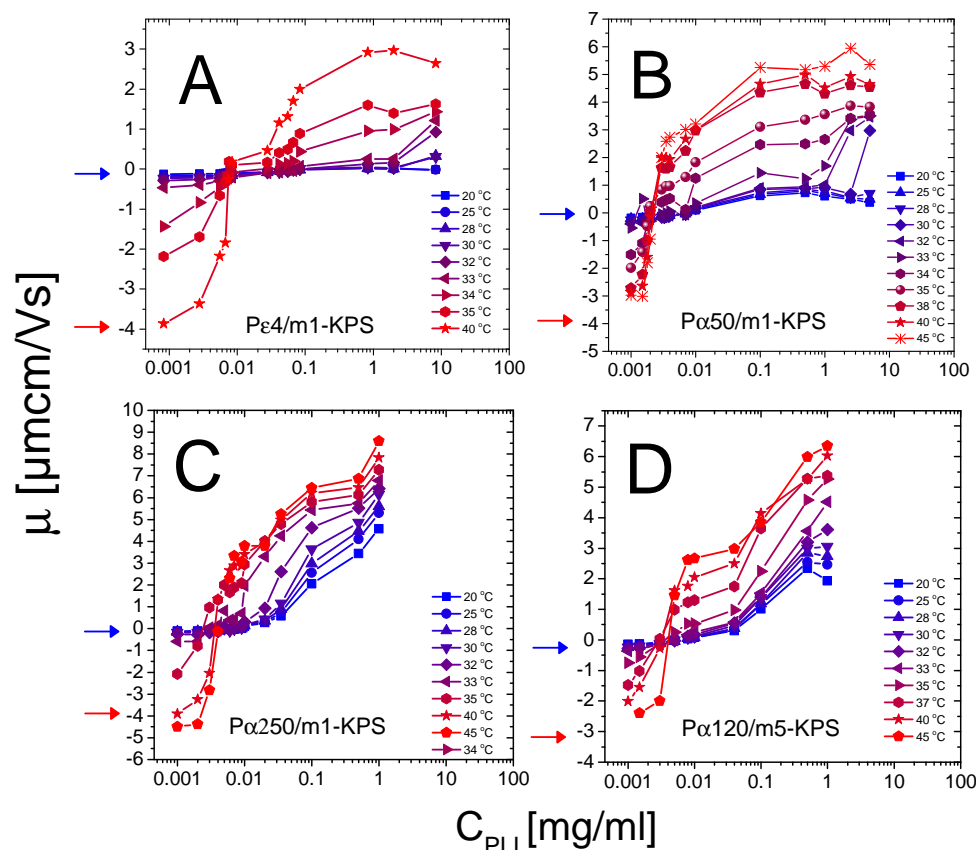 A
3
2
1
0
-1
-2
-3
-4
0.001 0.01 0.1 1 10 100
20 °C
25 °C
28 °C
30 °C
32 °C
33 °C
34 °C
35 °C
40 °C
Pε4/m1-KPS
B
7
6
5
4
3
2
1
0
-1
-2
-3
-4
-5
0.001 0.01 0.1 1 10 100
20 °C
25 °C
28 °C
30 °C
32 °C
33 °C
34 °C
35 °C
38 °C
40 °C
45 °C
Pα50/m1-KPS
C
10
9
8
7
6
5
4
3
2
1
0
-1
-2
-3
-4
-5
-6
0.001 0.01 0.1 1 10 100
20 °C
25 °C
28 °C
30 °C
32 °C
33 °C
35 °C
40 °C
45 °C
34 °C
Pα250/m1-KPS
D
7
6
5
4
3
2
1
0
-1
-2
-3
-4
0.001 0.01 0.1 1 10 100
20 °C
25 °C
28 °C
30 °C
32 °C
33 °C
35 °C
37 °C
40 °C
45 °C
Pα120/m5-KPS
μ [μmcm/Vs]
C_PLL [mg/ml]